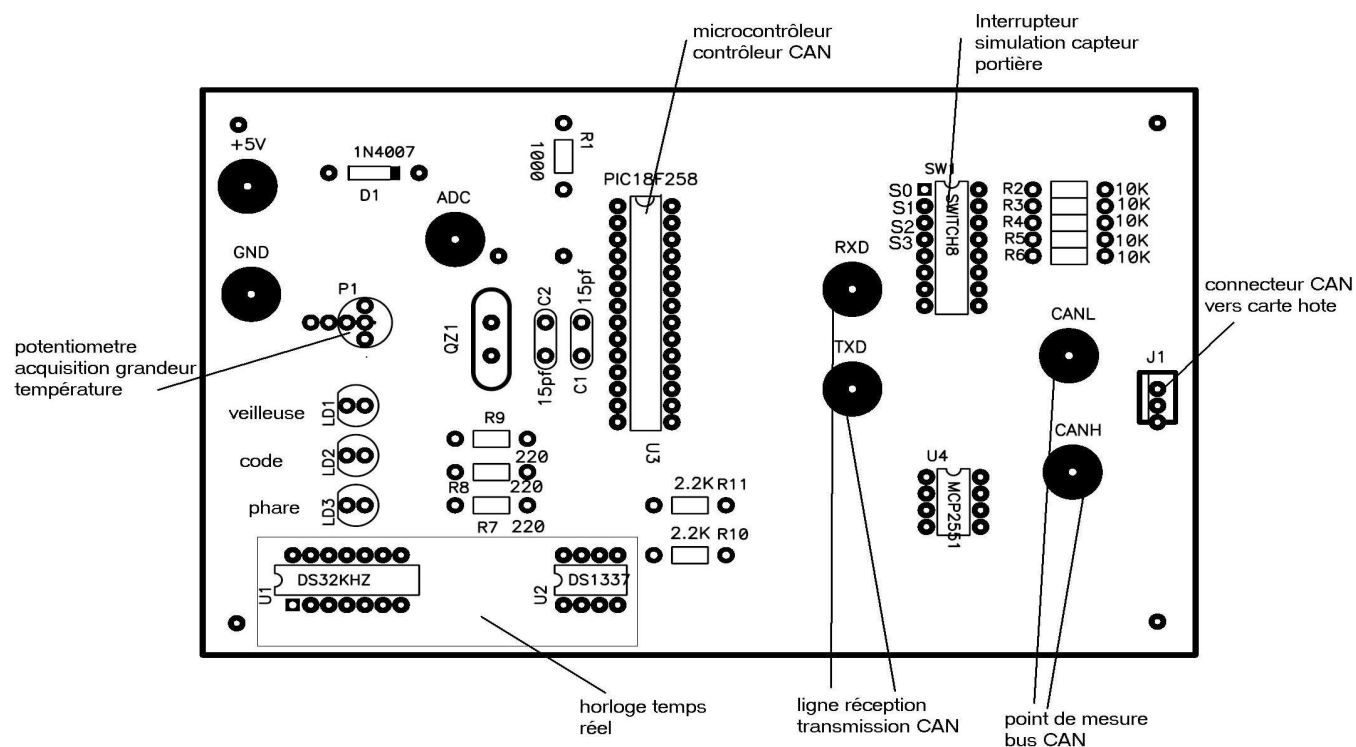 microcontrôleur
contrôleur CAN
Interrupteur
simulation capteur
portière
+5V
1N4007
D1
R1
1000
PIC18F258
ADC
SW1
S0
S1
S2
S3
SWITCH8
R2
R3
R4
R5
R6
10K
10K
10K
10K
10K
GND
P1
RXD
TXD
CANL
CANH
connecteur CAN
vers carte hote
J1
QZ1
C2
15pf
15pf
C1
potentiometre
acquisition grandeur
température
veilleuse
LD1
code
LD2
phare
LD3
R9
220
R8
220
R7
220
U3
2.2K
R11
2.2K
R10
U4
MCP2551
U1
DS32KHZ
U2
DS1337
horloge temps
réel
ligne réception
transmission CAN
point de mesure
bus CAN